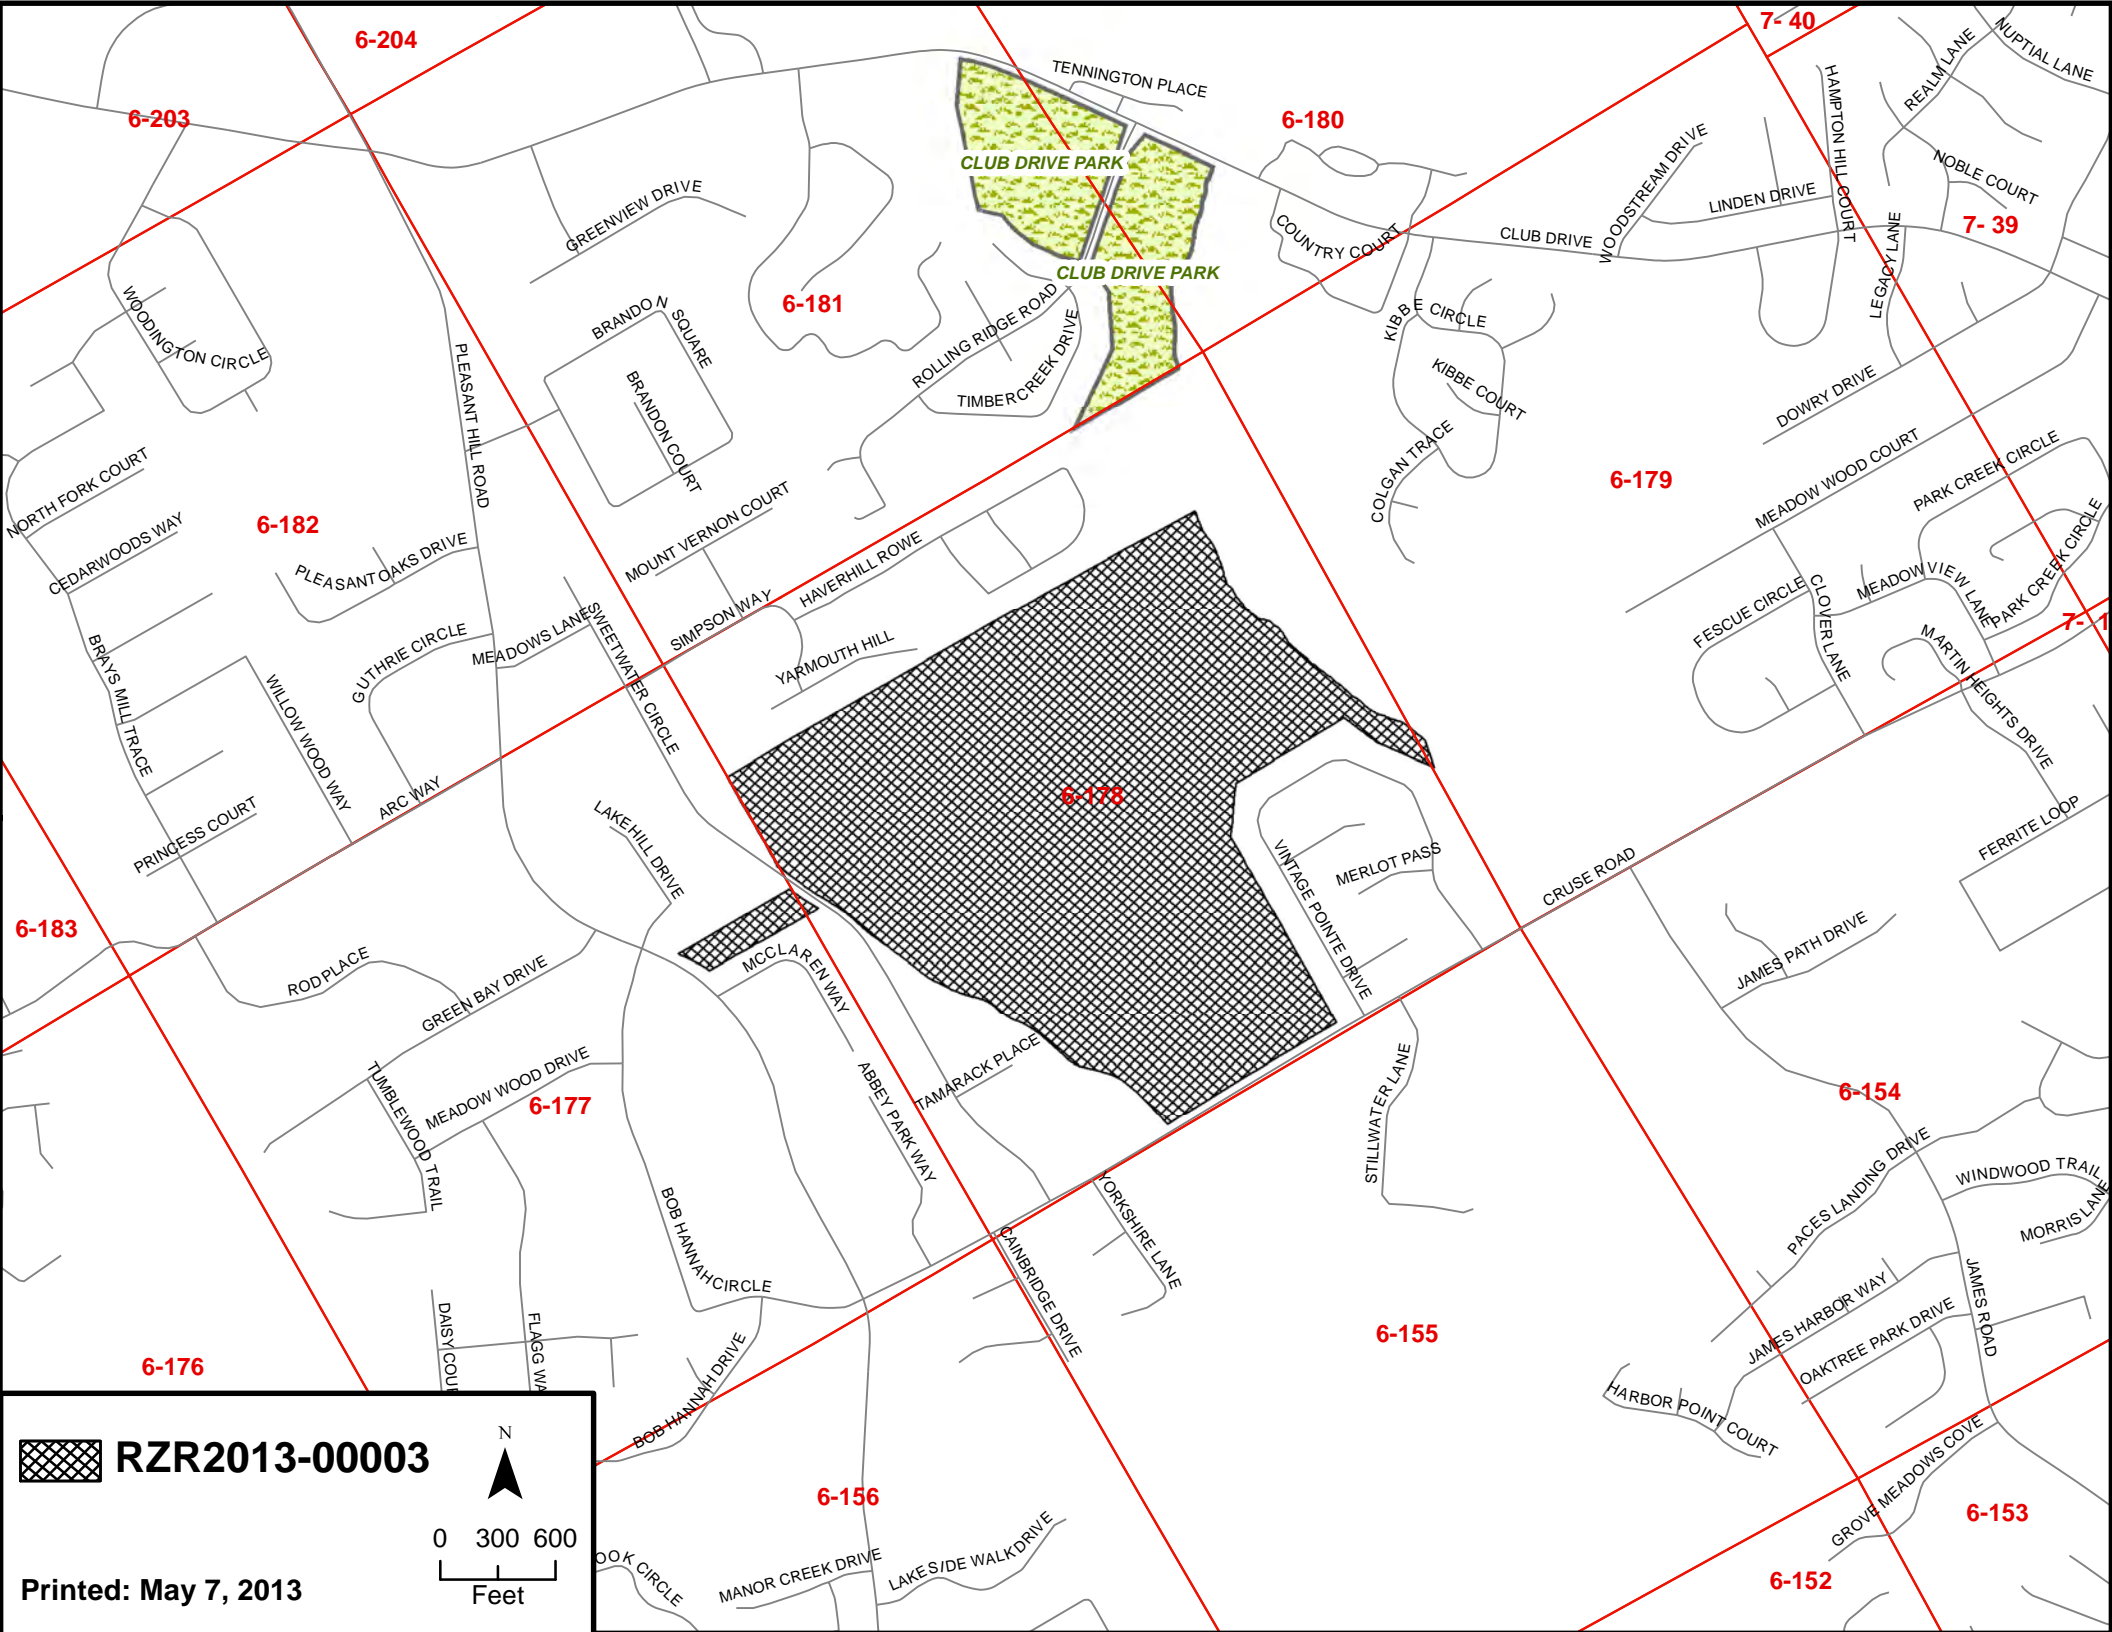 6-204
7- 40
NUPTIAL LANE
REALM LANE
TENNINGTON PLACE
HAMPTON HILL COURT
6-203
6-180
CLUB DRIVE PARK
WOODSTREAM DRIVE
NOBLE COURT
GREENVIEW DRIVE
LINDEN DRIVE
7- 39
COUNTRY COURT
CLUB DRIVE
LEGACY LANE
CLUB DRIVE PARK
6-181
WOODINGTON CIRCLE
BRANDON SQUARE
ROLLING RIDGE ROAD
KIBBE CIRCLE
PLEASANT HILL ROAD
TIMBERCREEK DRIVE
KIBBE COURT
BRANDON COURT
DOWRY DRIVE
COLGAN TRACE
MEADOW WOOD COURT
PARK CREEK CIRCLE
NORTH FORK COURT
6-179
6-182
MOUNT VERNON COURT
CEDARWOODS WAY
PLEASANT OAKS DRIVE
HAVERHILL ROWE
PARK CREEK CIRCLE
MEADOW VIEW LANE
FESCUE CIRCLE
CLOVER LANE
SIMPSON WAY
7- 1
GUTHRIE CIRCLE
MEADOWS LANE
SWEETWATER CIRCLE
YARMOUTH HILL
MARTIN HEIGHTS DRIVE
BRAYS MILL TRACE
WILLOW WOOD WAY
ARC WAY
6-178
PRINCESS COURT
LAKE HILL DRIVE
VINTAGE POINTE DRIVE
MERLOT PASS
FERRITE LOOP
CRUSE ROAD
6-183
ROD PLACE
GREEN BAY DRIVE
MCCLAREN WAY
JAMES PATH DRIVE
TUMBLEWOOD TRAIL
MEADOW WOOD DRIVE
6-177
ABBEY PARK WAY
TAMARACK PLACE
STILLWATER LANE
6-154
PACES LANDING DRIVE
WINDWOOD TRAIL
MORRIS LANE
BOB HANNAH CIRCLE
YORKSHIRE LANE
CAINBRIDGE DRIVE
JAMES ROAD
JAMES HARBOR WAY
DAISY COUR
FLAGG WA
6-155
OAKTREE PARK DRIVE
6-176
BOB HANNAH DRIVE
HARBOR POINT COURT
GROVE MEADOWS COVE
6-156
6-153
OOK CIRCLE
MANOR CREEK DRIVE
LAKESIDE WALK DRIVE
6-152
RZR2013-00003
N
0 300 600
Feet
Printed: May 7, 2013